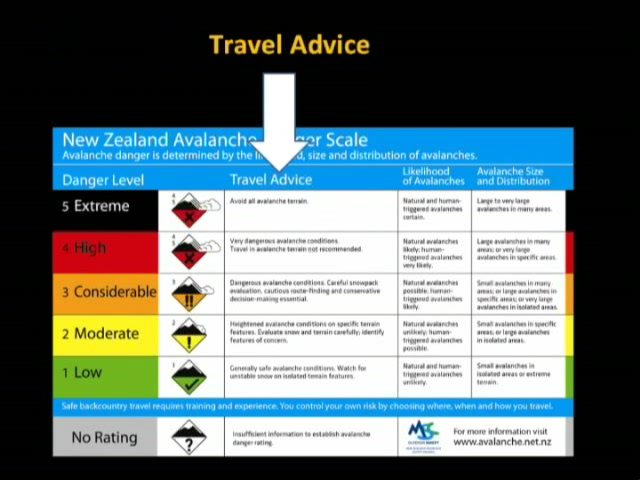 Travel Advice
New Zealand Avalanche Danger Scale
Avalanche danger is determined by the likelihood, size and distribution of avalanches.
Danger Level
Travel Advice
Likelihood
of Avalanches
Avalanche Size
and Distribution
5 Extreme
Avoid all avalanche terrain.
Natural and human-
triggered avalanches
certain.
Large to very large
avalanches in many areas.
4 High
Very dangerous avalanche conditions.
Travel in avalanche terrain not recommended.
Natural avalanches
likely; human-
triggered avalanches
very likely.
Large avalanches in many
areas; or very large
avalanches in specific areas.
3 Considerable
Dangerous avalanche conditions. Careful snowpack
evaluation, cautious route-finding and conservative
decision-making essential.
Natural avalanches
possible; human-
triggered avalanches
likely.
Small avalanches in many
areas; or large avalanches in
specific areas; or very large
avalanches in isolated areas.
2 Moderate
Heightened avalanche conditions on specific terrain
features. Evaluate snow and terrain carefully; identify
features of concern.
Natural avalanches
unlikely; human-
triggered avalanches
possible.
Small avalanches in specific
areas; or large avalanches
in isolated areas.
1 Low
Generally safe avalanche conditions. Watch for
unstable snow on isolated terrain features.
Natural and human-
triggered avalanches
unlikely.
Small avalanches in
isolated areas or extreme
terrain.
Safe backcountry travel requires training and experience. You control your own risk by choosing where, when and how you travel.
No Rating
?
Insufficient information to establish avalanche
danger rating.
MSC
For more information visit
www.avalanche.net.nz